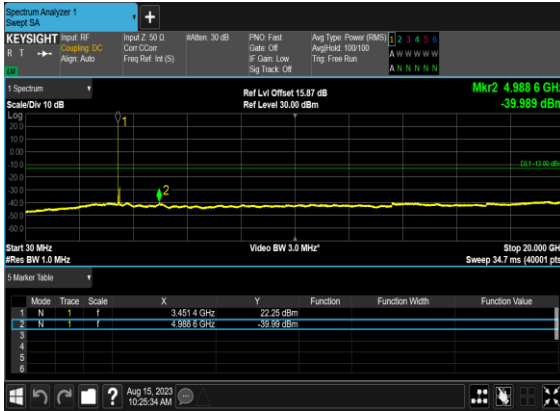 Spectrum Analyzer 1
Swept SA
+
KEYSIGHT Input: RF Input Z: 50 Ω #Atten: 30 dB PNO: Fast Avg Type: Power (RMS) 1 2 3 4 5 6
R T Coupling: DC Corr CCorr Gate: Off Avg|Hold: 100/100 A W W W W W
Align: Auto Freq Ref: Int (S) IF Gain: Low Trig: Free Run
Sig Track: Off A N N N N N
1 Spectrum Ref Lvl Offset 15.87 dB Mkr2 4.988 6 GHz
Scale/Div 10 dB Ref Level 30.00 dBm -39.989 dBm
Log
20.0
10.0
0.00
-10.0
-20.0
-30.0
-40.0
-50.0
-60.0
1
2
DL1 -13.00 dBm
Start 30 MHz Video BW 3.0 MHz* Stop 20.000 GHz
#Res BW 1.0 MHz Sweep 34.7 ms (40001 pts)
5 Marker Table
Mode Trace Scale X Y Function Function Width Function Value
1 N 1 f 3.451 4 GHz 22.25 dBm
2 N 1 f 4.988 6 GHz -39.99 dBm
3
4
5
6
? Aug 15, 2023
10:25:34 AM